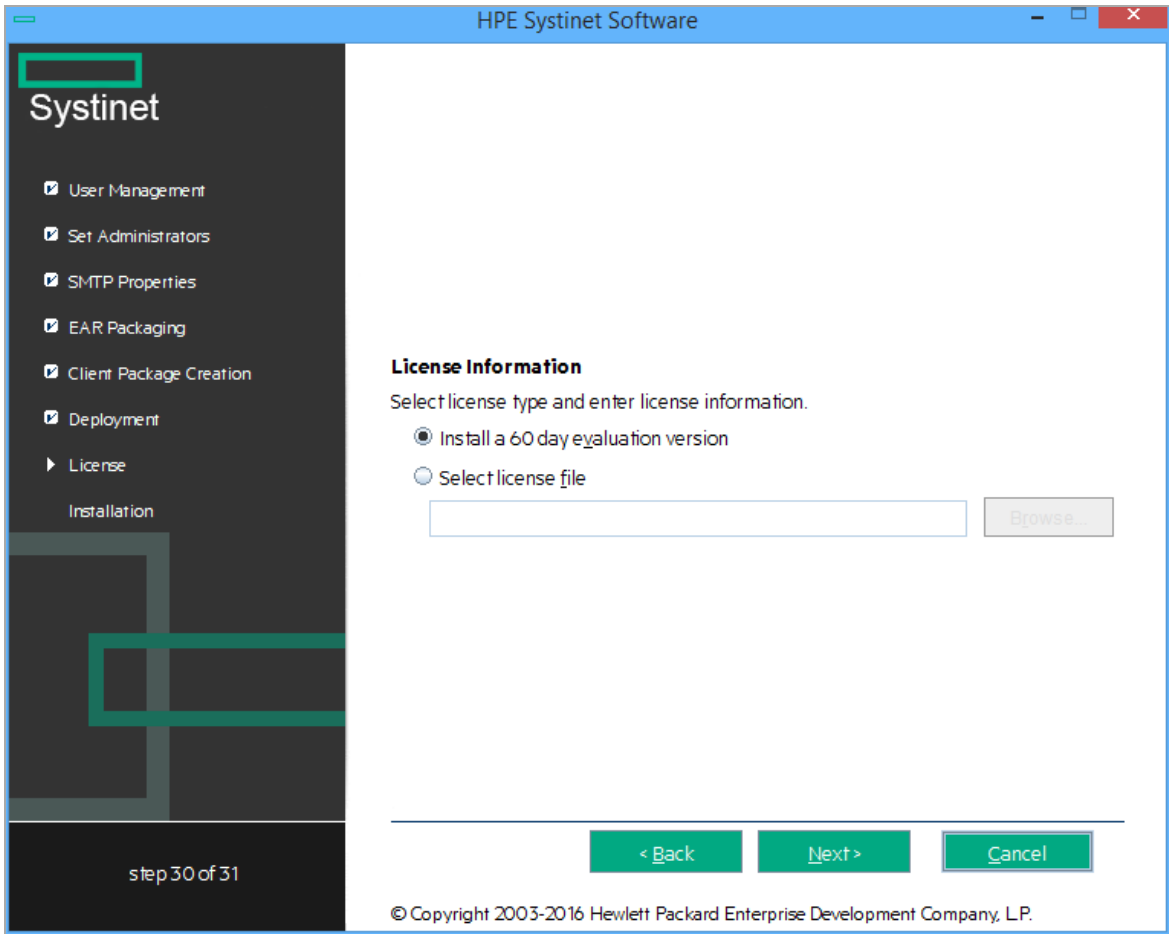 HPE Systinet Software
Systinet
User Management
Set Administrators
SMTP Properties
EAR Packaging
Client Package Creation
Deployment
License
Installation
step 30 of 31
License Information
Select license type and enter license information.
Install a 60 day evaluation version
Select license file
Browse...
< Back
Next >
Cancel
© Copyright 2003-2016 Hewlett Packard Enterprise Development Company, L.P.